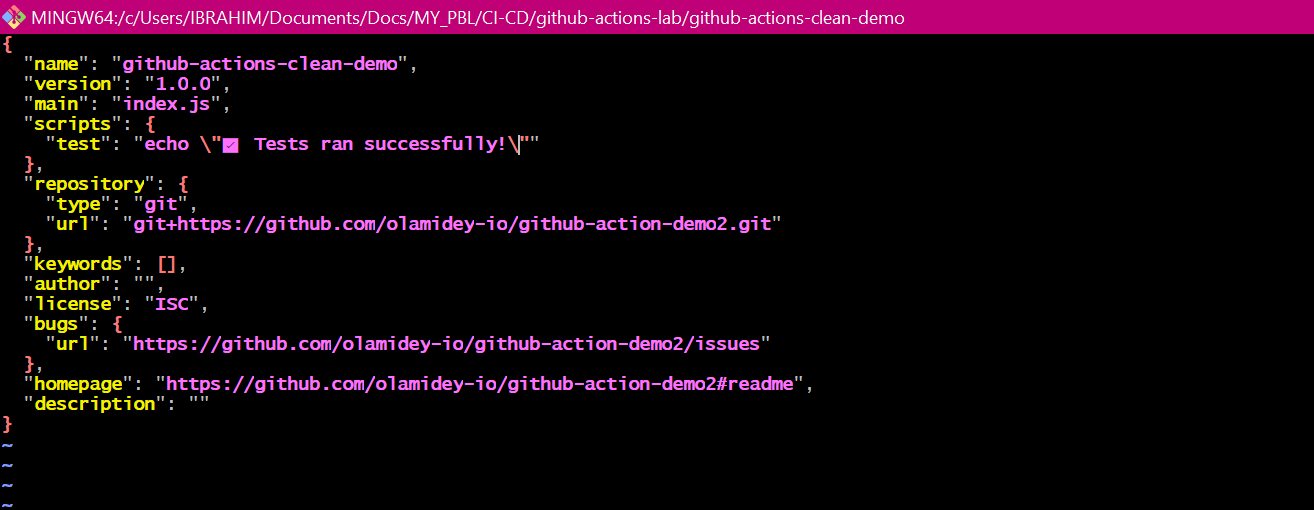 MINGW64:/c/Users/IBRAHIM/Documents/Docs/MY_PBL/CI-CD/github-actions-lab/github-actions-clean-demo
{
  "name": "github-actions-clean-demo",
  "version": "1.0.0",
  "main": "index.js",
  "scripts": {
    "test": "echo \"✅ Tests ran successfully!\""
  },
  "repository": {
    "type": "git",
    "url": "git+https://github.com/olamidey-io/github-action-demo2.git"
  },
  "keywords": [],
  "author": "",
  "license": "ISC",
  "bugs": {
    "url": "https://github.com/olamidey-io/github-action-demo2/issues"
  },
  "homepage": "https://github.com/olamidey-io/github-action-demo2#readme",
  "description": ""
}
~
~
~
~